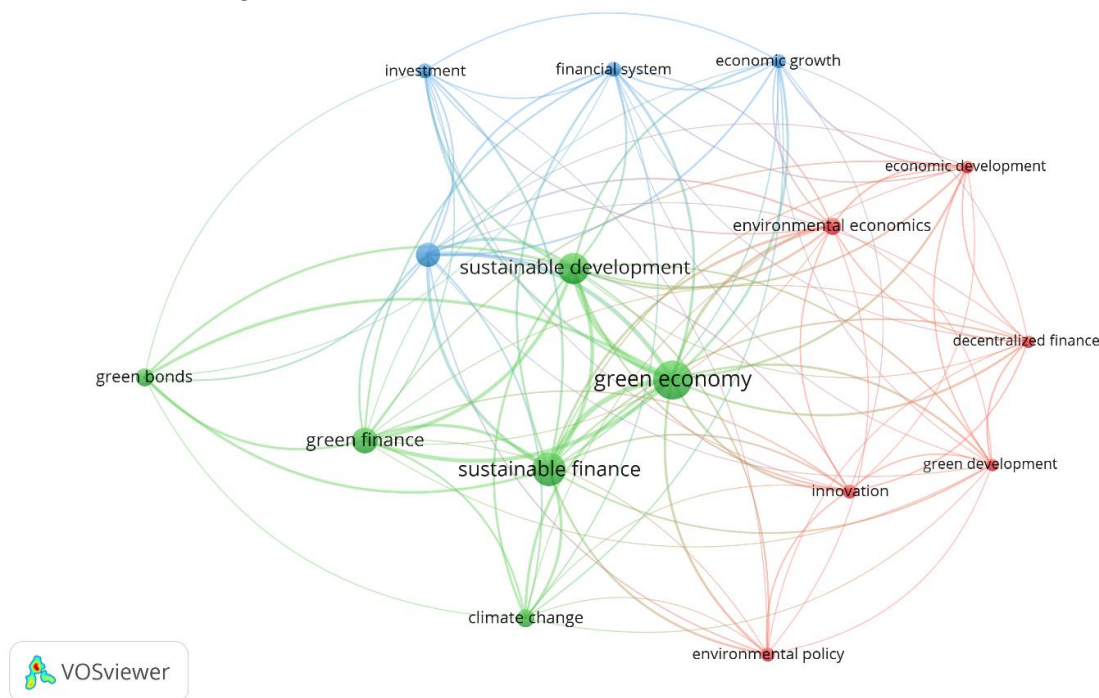 investment
financial system
economic growth
economic development
environmental economics
sustainable development
decentralized finance
green bonds
green economy
green finance
sustainable finance
green development
innovation
climate change
environmental policy
VOSviewer